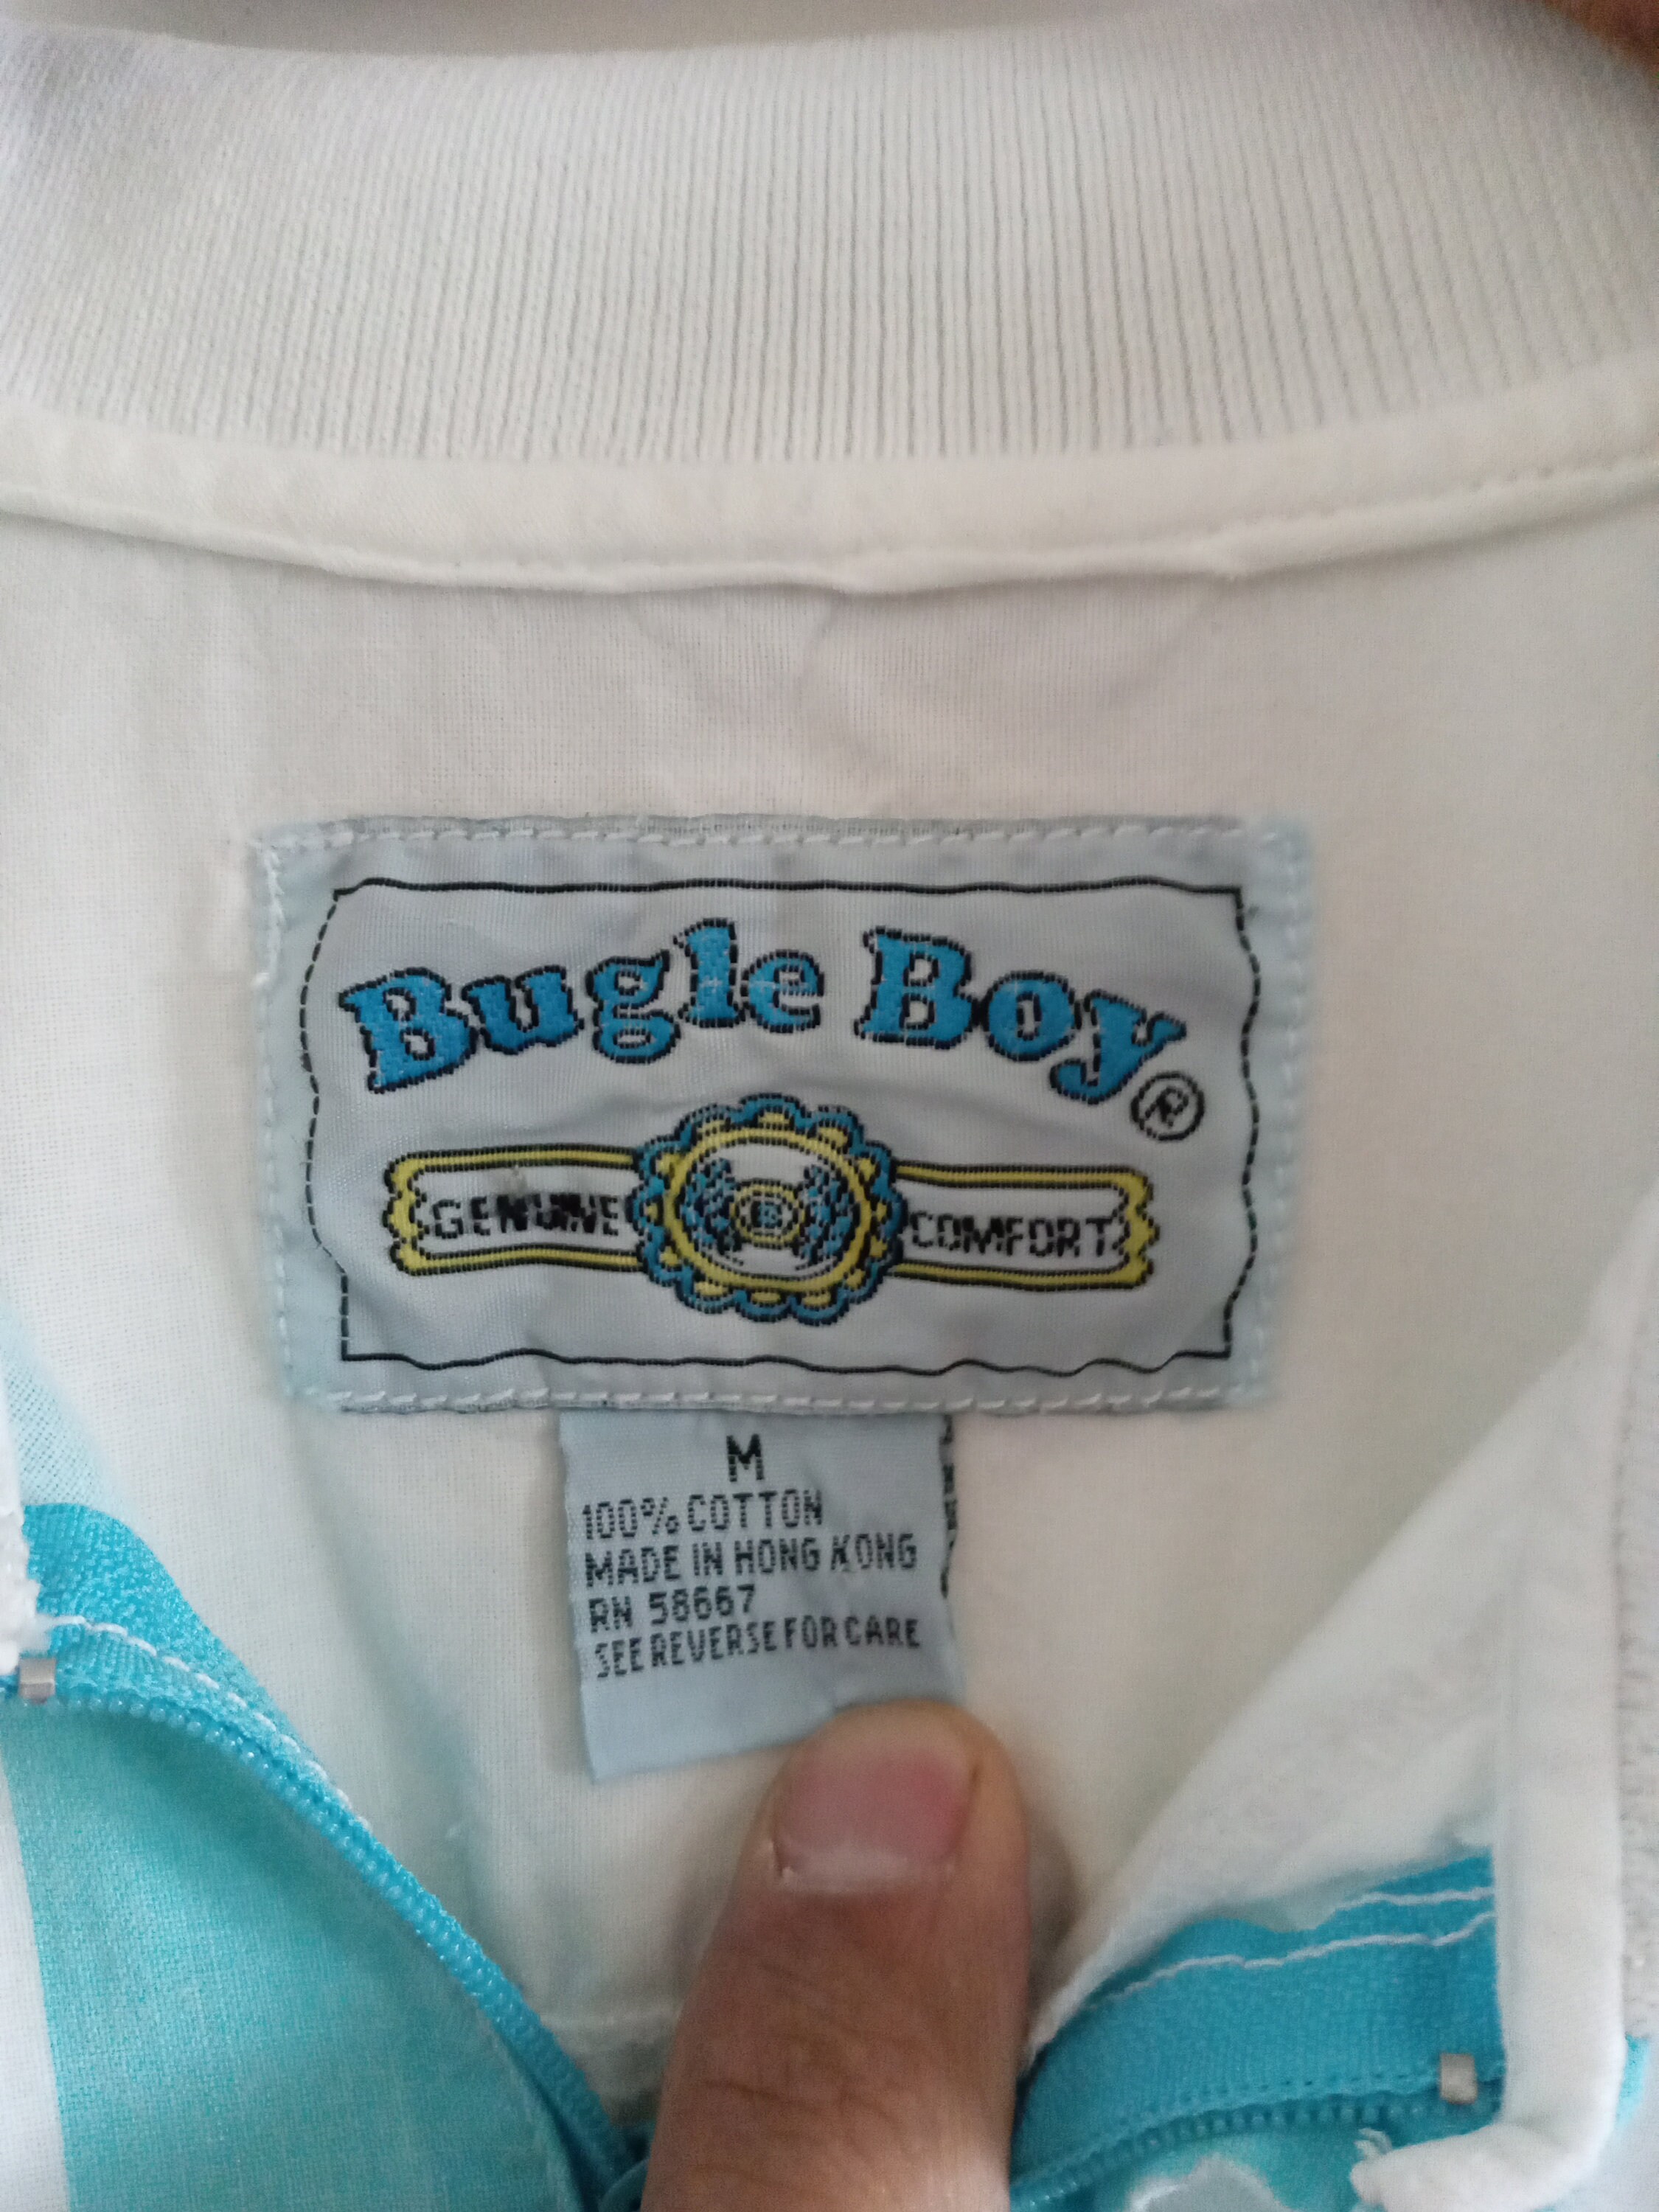 Bugle Boy®
GENUINE B COMFORT
M
100% COTTON
MADE IN HONG KONG
RN 58667
SEE REVERSE FOR CARE